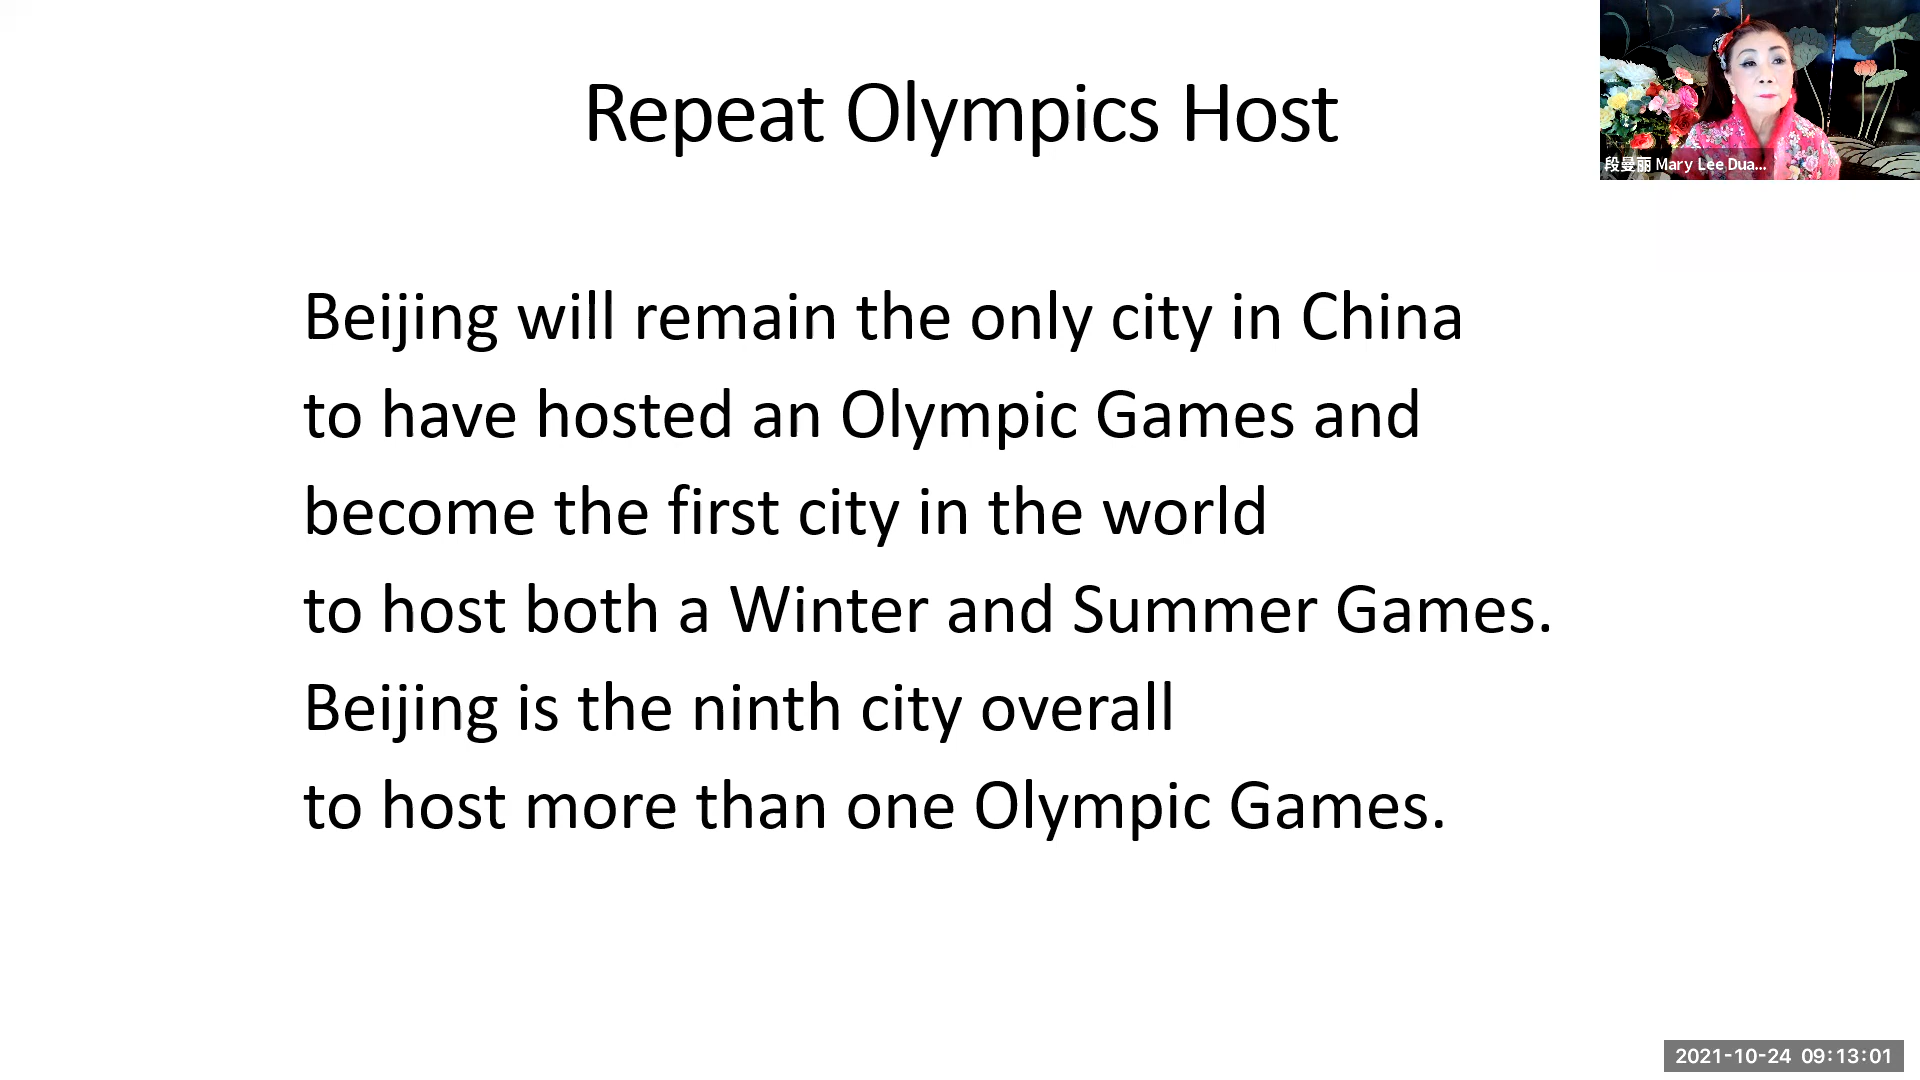 Repeat Olympics Host
段曼丽 Mary Lee Dua...
Beijing will remain the only city in China
to have hosted an Olympic Games and
become the first city in the world
to host both a Winter and Summer Games.
Beijing is the ninth city overall
to host more than one Olympic Games.
2021-10-24 09:13:01